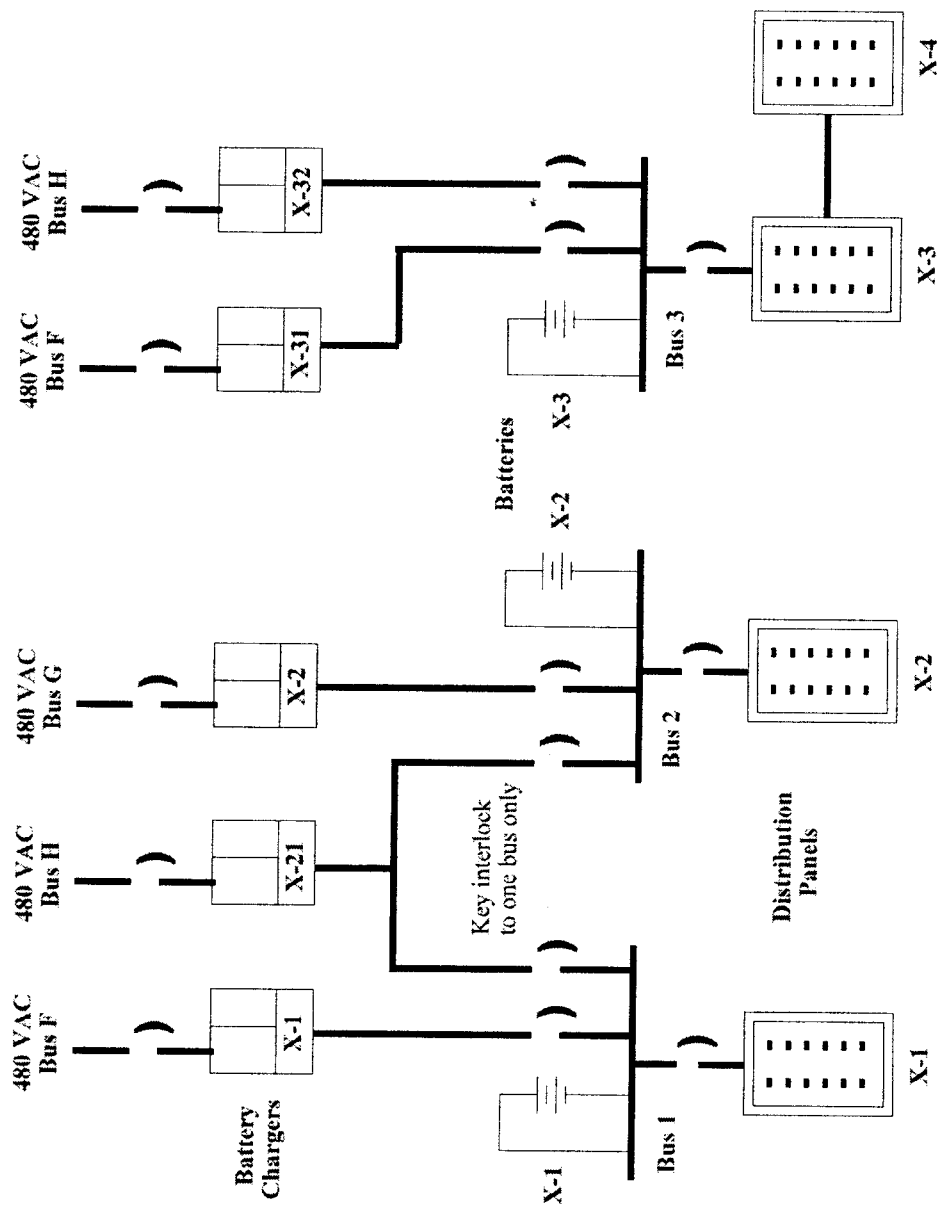 480 VAC
Bus F
480 VAC
Bus H
480 VAC
Bus G
480 VAC
Bus F
480 VAC
Bus H
Battery
Chargers
X-1
X-21
X-2
X-31
X-32
Key interlock
to one bus only
Batteries
X-1
X-2
X-3
Bus 1
Bus 2
Bus 3
Distribution
Panels
X-1
X-2
X-3
X-4